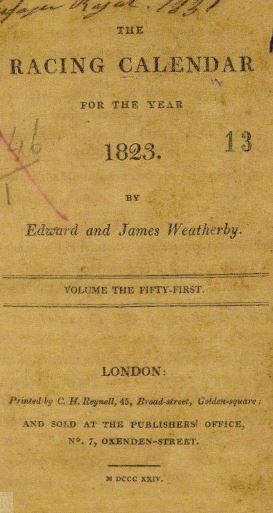 THE
RACING CALENDAR
FOR THE YEAR
1823.
13
46
1
BY
Edward and James Weatherby.
VOLUME THE FIFTY-FIRST.
LONDON:
Printed by C. H. Reynell, 45, Broad-street, Golden-square;
AND SOLD AT THE PUBLISHERS' OFFICE,
No. 7, OXENDEN-STREET.
M DCCC XXIV.